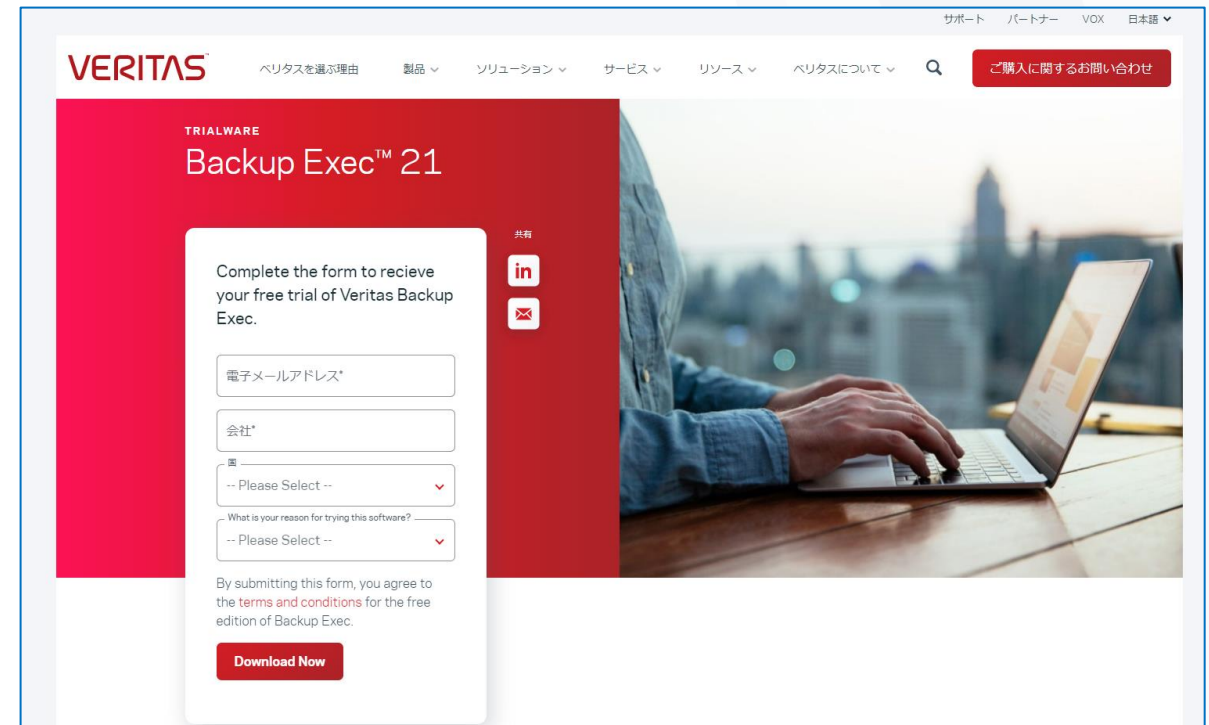 サポート パートナー VOX 日本語
VERITAS™ ベリタスを選ぶ理由 製品 ソリューション サービス リソース ベリタスについて ご購入に関するお問い合わせ
TRIALWARE
Backup Exec™ 21
共有
in
Complete the form to recieve
your free trial of Veritas Backup
Exec.
電子メールアドレス*
会社*
国
-- Please Select --
What is your reason for trying this software?
-- Please Select --
By submitting this form, you agree to
the terms and conditions for the free
edition of Backup Exec.
Download Now